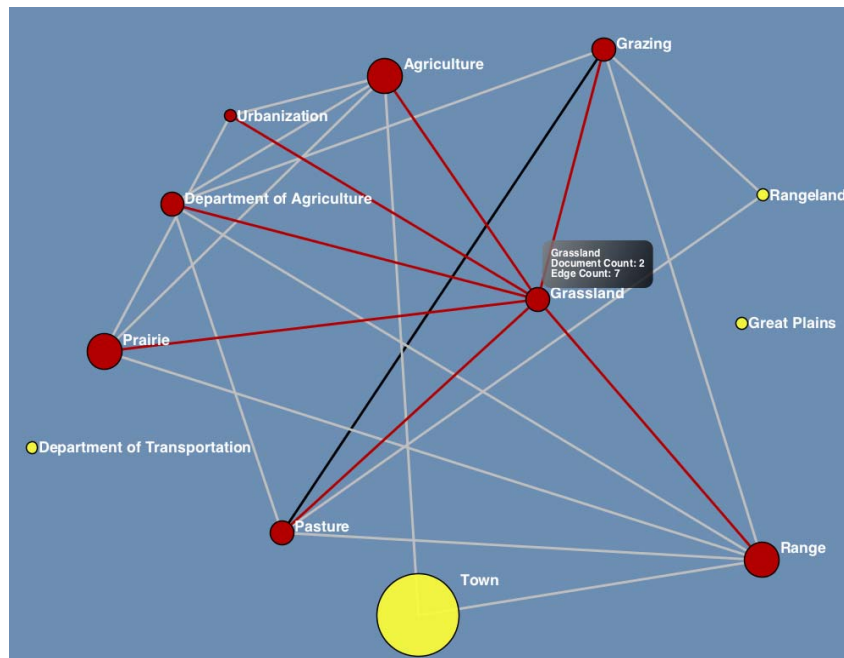 Grazing
Agriculture
Urbanization
Department of Agriculture
Rangeland
Grassland
Document Count: 2
Edge Count: 7
Grassland
Great Plains
Prairie
Department of Transportation
Pasture
Range
Town